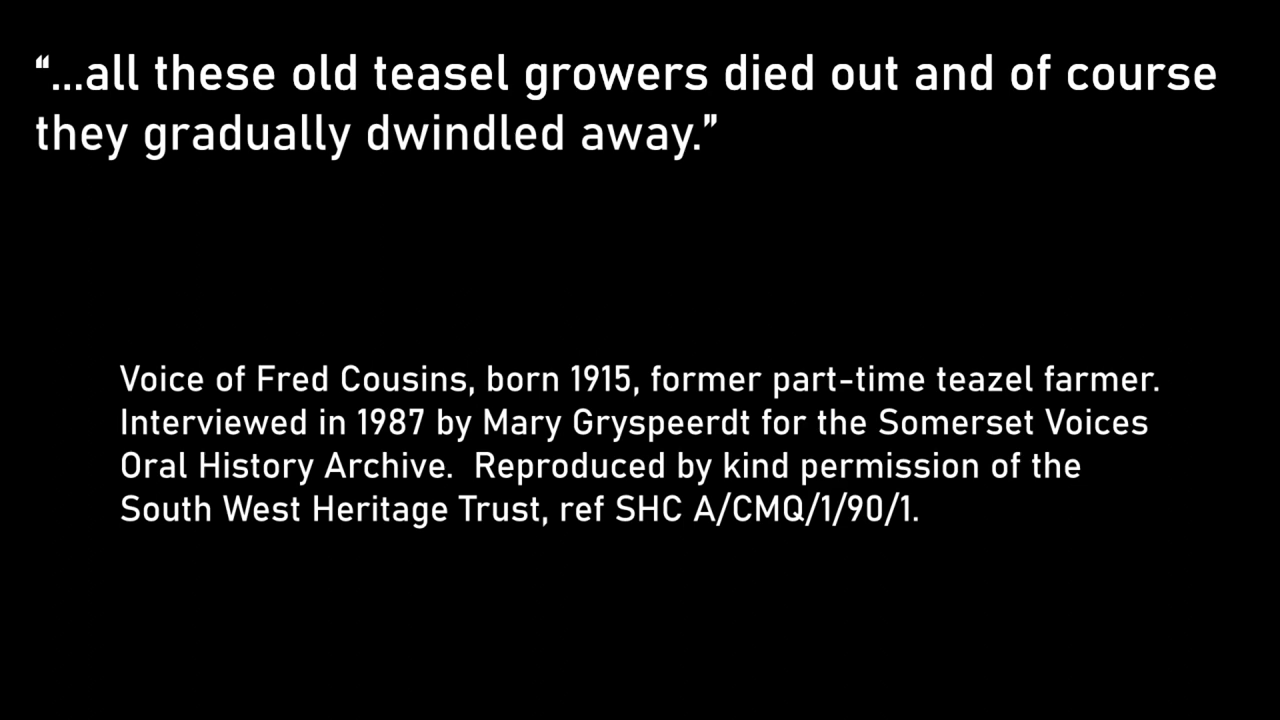 “...all these old teasel growers died out and of course
they gradually dwindled away.”
Voice of Fred Cousins, born 1915, former part-time teazel farmer.
Interviewed in 1987 by Mary Gryspeerdt for the Somerset Voices
Oral History Archive.  Reproduced by kind permission of the
South West Heritage Trust, ref SHC A/CMQ/1/90/1.